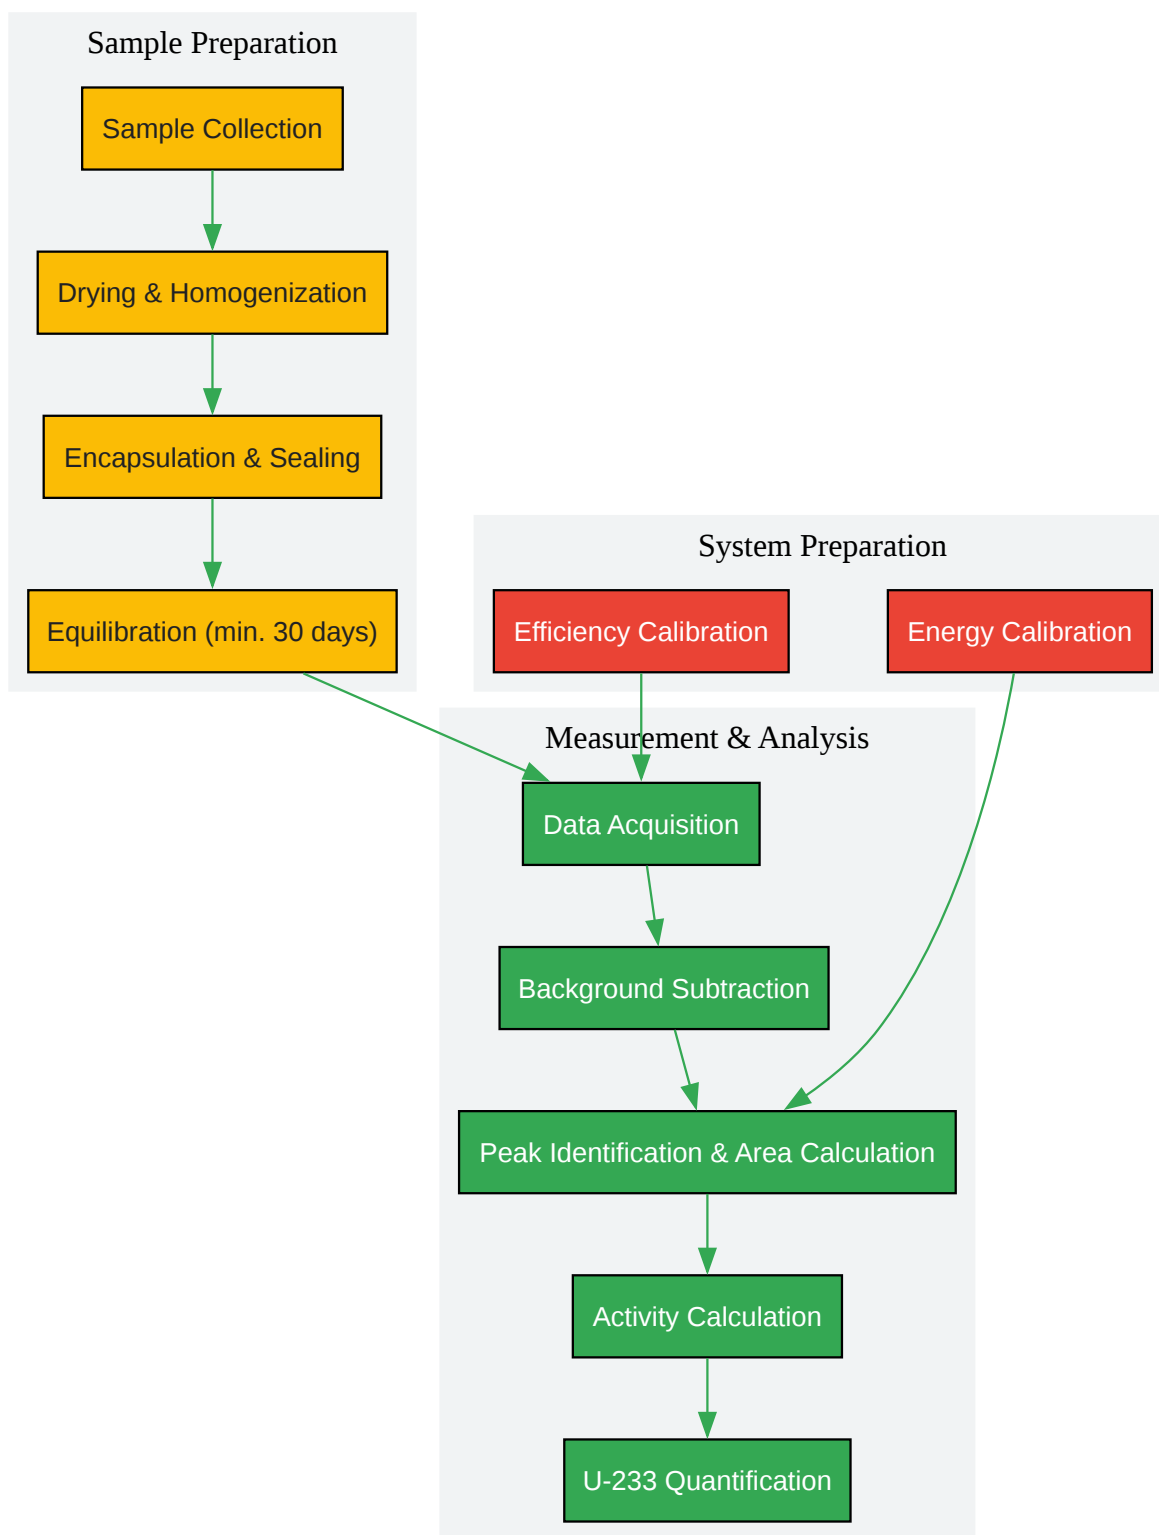 Sample Preparation
Sample Collection
Drying & Homogenization
Encapsulation & Sealing
Equilibration (min. 30 days)
System Preparation
Efficiency Calibration
Energy Calibration
Measurement & Analysis
Data Acquisition
Background Subtraction
Peak Identification & Area Calculation
Activity Calculation
U-233 Quantification